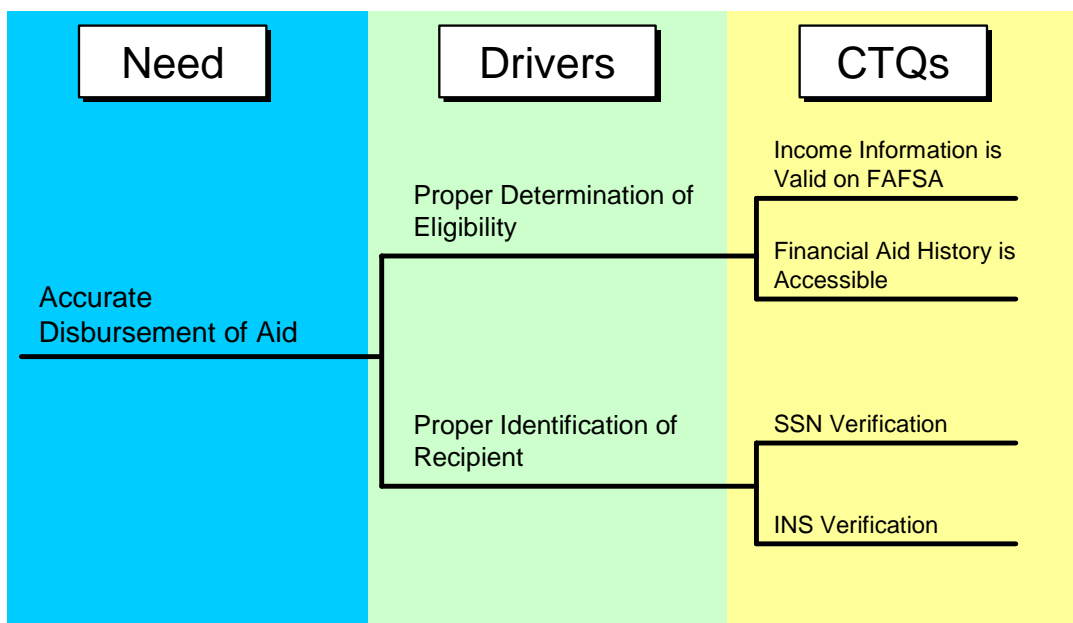 Need
Drivers
CTQs
Accurate
Disbursement of Aid
Proper Determination of
Eligibility
Proper Identification of
Recipient
Income Information is
Valid on FAFSA
Financial Aid History is
Accessible
SSN Verification
INS Verification